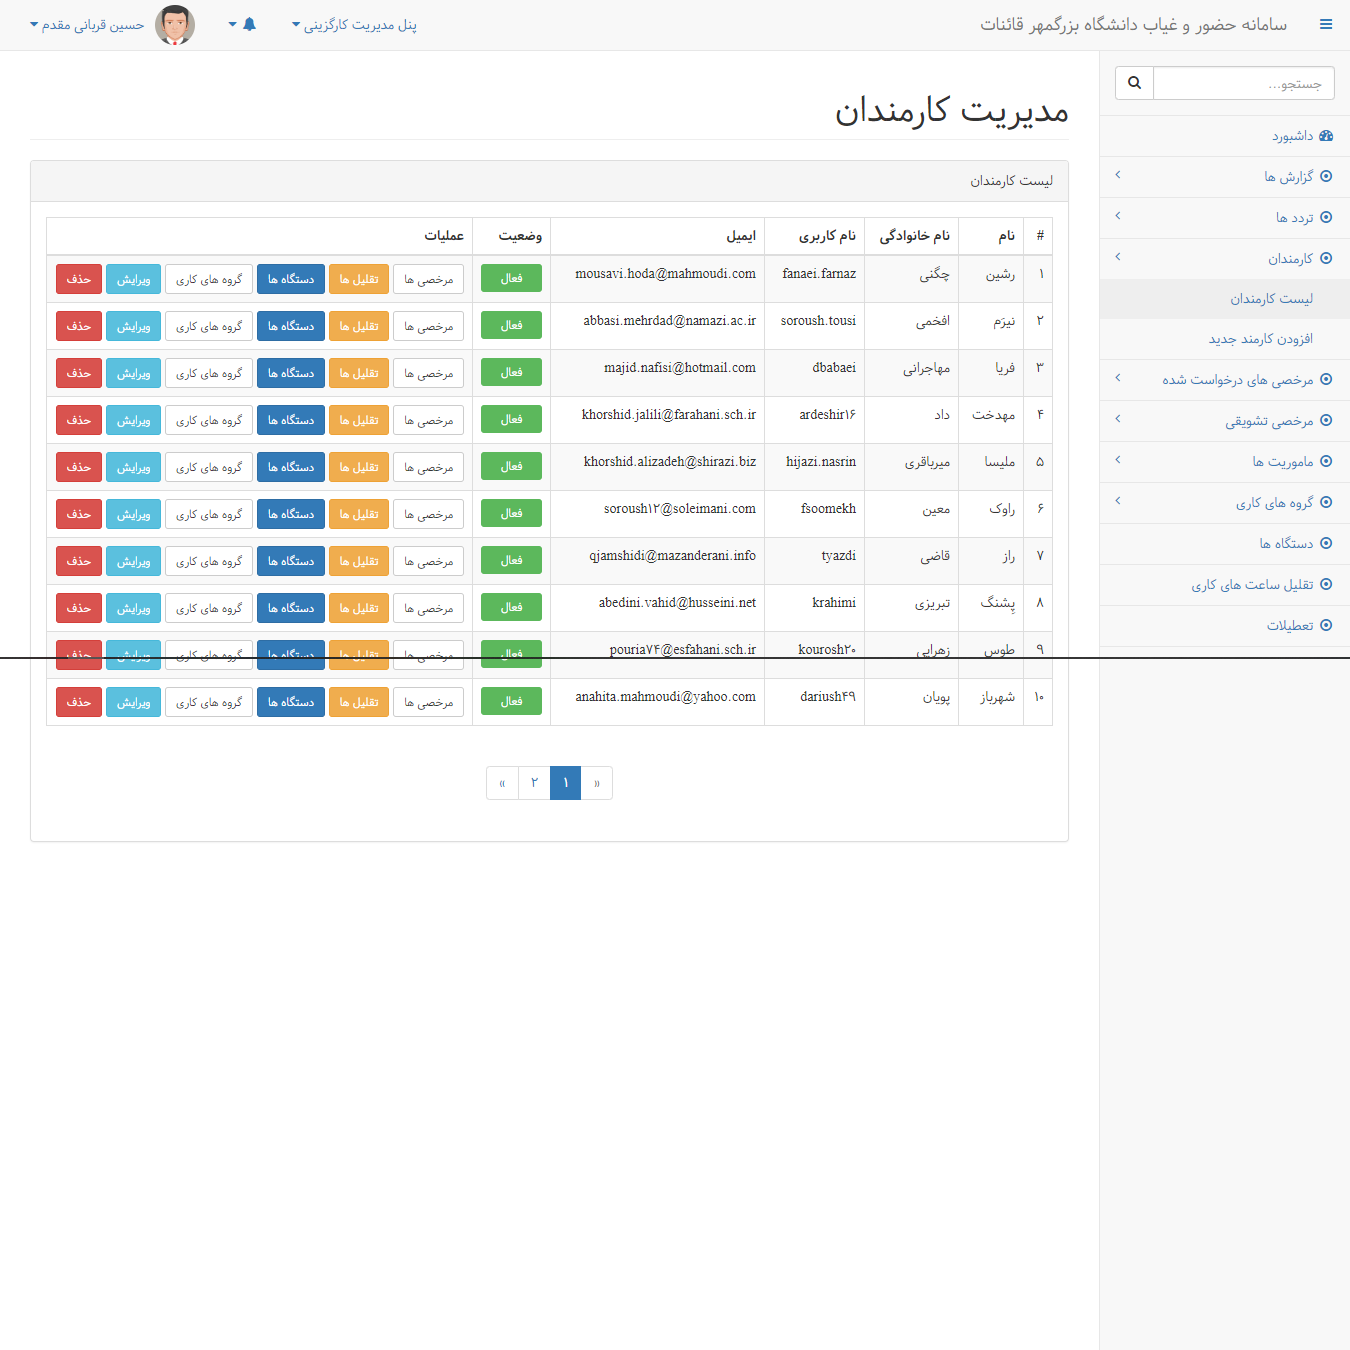 سامانه حضور و غیاب دانشگاه بزرگمهر قائنات
پنل مدیریت کارگزینی
حسین قربانی مقدم
جستجو...
داشبورد
گزارش ها
تردد ها
کارمندان
لیست کارمندان
افزودن کارمند جدید
مرخصی های درخواست شده
مرخصی تشویقی
ماموریت ها
گروه های کاری
دستگاه ها
تقلیل ساعت های کاری
تعطیلات
مدیریت کارمندان
لیست کارمندان
# نام نام خانوادگی نام کاربری ایمیل وضعیت عملیات
۱ رشین چگنی fanaei.farnaz mousavi.hoda@mahmoudi.com فعال مرخصی ها تقلیل ها دستگاه ها گروه های کاری ویرایش حذف
۲ نیزم افخمی soroush.tousi abbasi.mehrdad@namazi.ac.ir فعال مرخصی ها تقلیل ها دستگاه ها گروه های کاری ویرایش حذف
۳ فریا مهاجرانی dbabaei majid.nafisi@hotmail.com فعال مرخصی ها تقلیل ها دستگاه ها گروه های کاری ویرایش حذف
۴ مهدخت داد ardeshir۱۶ khorshid.jalili@farahani.sch.ir فعال مرخصی ها تقلیل ها دستگاه ها گروه های کاری ویرایش حذف
۵ ملیسا میرباقری hijazi.nasrin khorshid.alizadeh@shirazi.biz فعال مرخصی ها تقلیل ها دستگاه ها گروه های کاری ویرایش حذف
۶ راوک معین fsoomekh soroush۱۲@soleimani.com فعال مرخصی ها تقلیل ها دستگاه ها گروه های کاری ویرایش حذف
۷ راز قاضی tyazdi qjamshidi@mazanderani.info فعال مرخصی ها تقلیل ها دستگاه ها گروه های کاری ویرایش حذف
۸ پشنگ تبریزی krahimi abedini.vahid@husseini.net فعال مرخصی ها تقلیل ها دستگاه ها گروه های کاری ویرایش حذف
۹ طوس زهرایی kourosh۲۰ pouria۷۴@esfahani.sch.ir فعال مرخصی ها تقلیل ها دستگاه ها گروه های کاری ویرایش حذف
۱۰ شهرباز پویان dariush۴۹ anahita.mahmoudi@yahoo.com فعال مرخصی ها تقلیل ها دستگاه ها گروه های کاری ویرایش حذف
« ۱ ۲ »